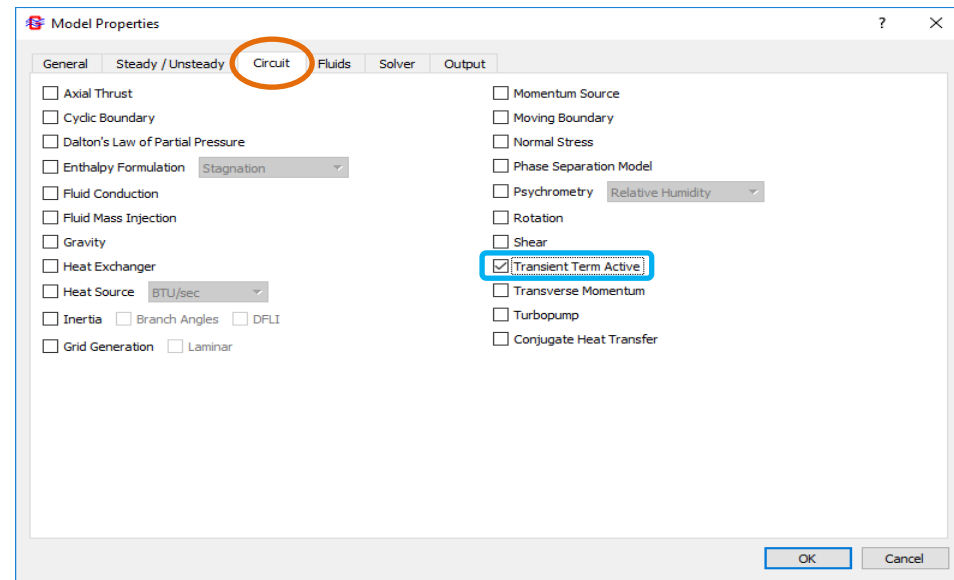 Model Properties
?
General Steady / Unsteady Circuit Fluids Solver Output
Axial Thrust
Cyclic Boundary
Dalton's Law of Partial Pressure
Enthalpy Formulation Stagnation
Fluid Conduction
Fluid Mass Injection
Gravity
Heat Exchanger
Heat Source BTU/sec
Inertia Branch Angles DFLI
Grid Generation Laminar
Momentum Source
Moving Boundary
Normal Stress
Phase Separation Model
Psychrometry Relative Humidity
Rotation
Shear
Transient Term Active
Transverse Momentum
Turbopump
Conjugate Heat Transfer
OK Cancel